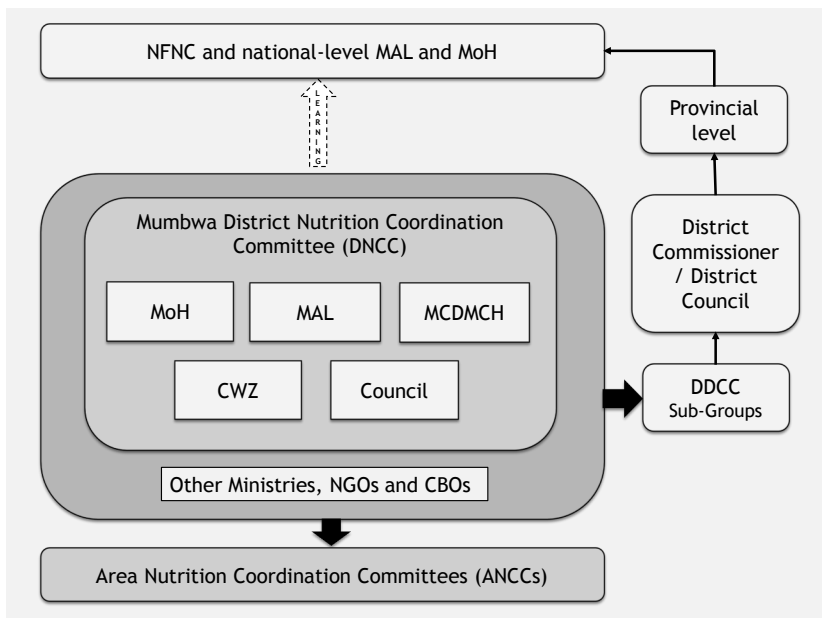 NFNC and national-level MAL and MoH
LEARNING
Provincial
level
Mumbwa District Nutrition Coordination
Committee (DNCC)
MoH
MAL
MCDMCH
CWZ
Council
Other Ministries, NGOs and CBOs
District
Commissioner
/ District
Council
DDCC
Sub-Groups
Area Nutrition Coordination Committees (ANCCs)